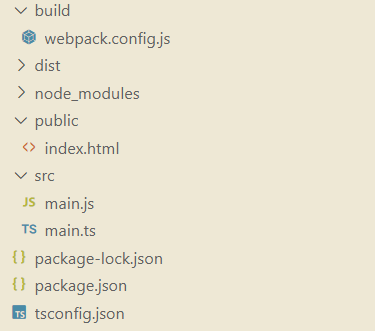 build
webpack.config.js
dist
node_modules
public
index.html
src
JS main.js
TS main.ts
package-lock.json
package.json
TS tsconfig.json